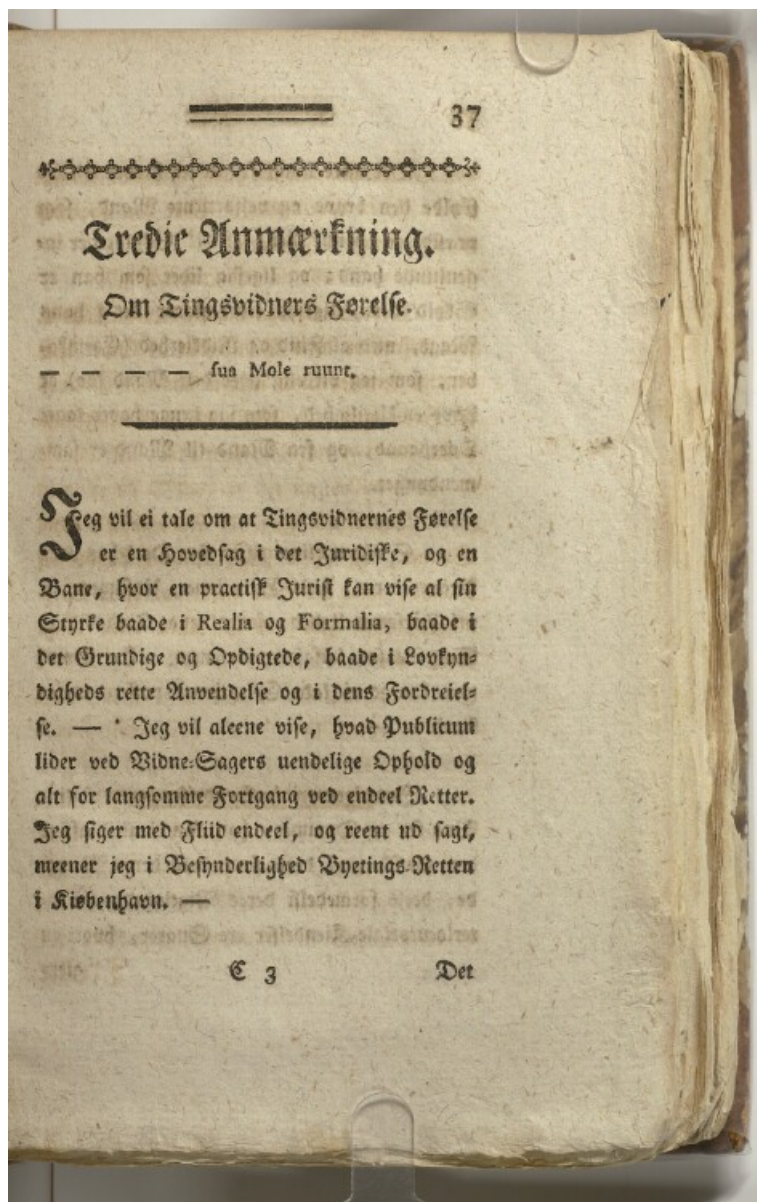 37
Tredie Anmærkning.
Om Tingsvidners Førelse.
— — — — ſua Mole ruunt.
Jeg vil ei tale om at Tingsvidnernes Førelſe
er en Hovedſag i det Juridiſke, og en
Bane, hvor en practiſk Juriſt kan viſe al ſin
Styrke baade i Realia og Formalia, baade i
det Grundige og Opdigtede, baade i Lovkyn-
digheds rette Anvendelſe og i dens Fordreiel-
ſe. — Jeg vil aleene viſe, hvad Publicum
lider ved Vidne-Sagers uendelige Ophold og
alt for langſomme Fortgang ved endeel Retter.
Jeg ſiger med Fliid endeel, og reent ud ſagt,
meener jeg i Beſynderlighed Byetings-Retten
i Kiøbenhavn. —
C 3 Det